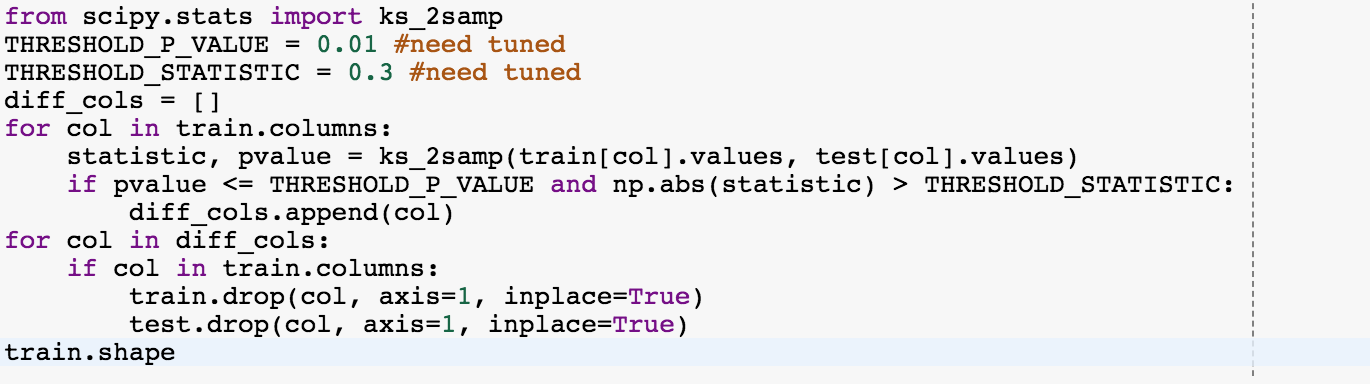 from scipy.stats import ks_2samp
THRESHOLD_P_VALUE = 0.01 #need tuned
THRESHOLD_STATISTIC = 0.3 #need tuned
diff_cols = []
for col in train.columns:
    statistic, pvalue = ks_2samp(train[col].values, test[col].values)
    if pvalue <= THRESHOLD_P_VALUE and np.abs(statistic) > THRESHOLD_STATISTIC:
        diff_cols.append(col)
for col in diff_cols:
    if col in train.columns:
        train.drop(col, axis=1, inplace=True)
        test.drop(col, axis=1, inplace=True)
train.shape